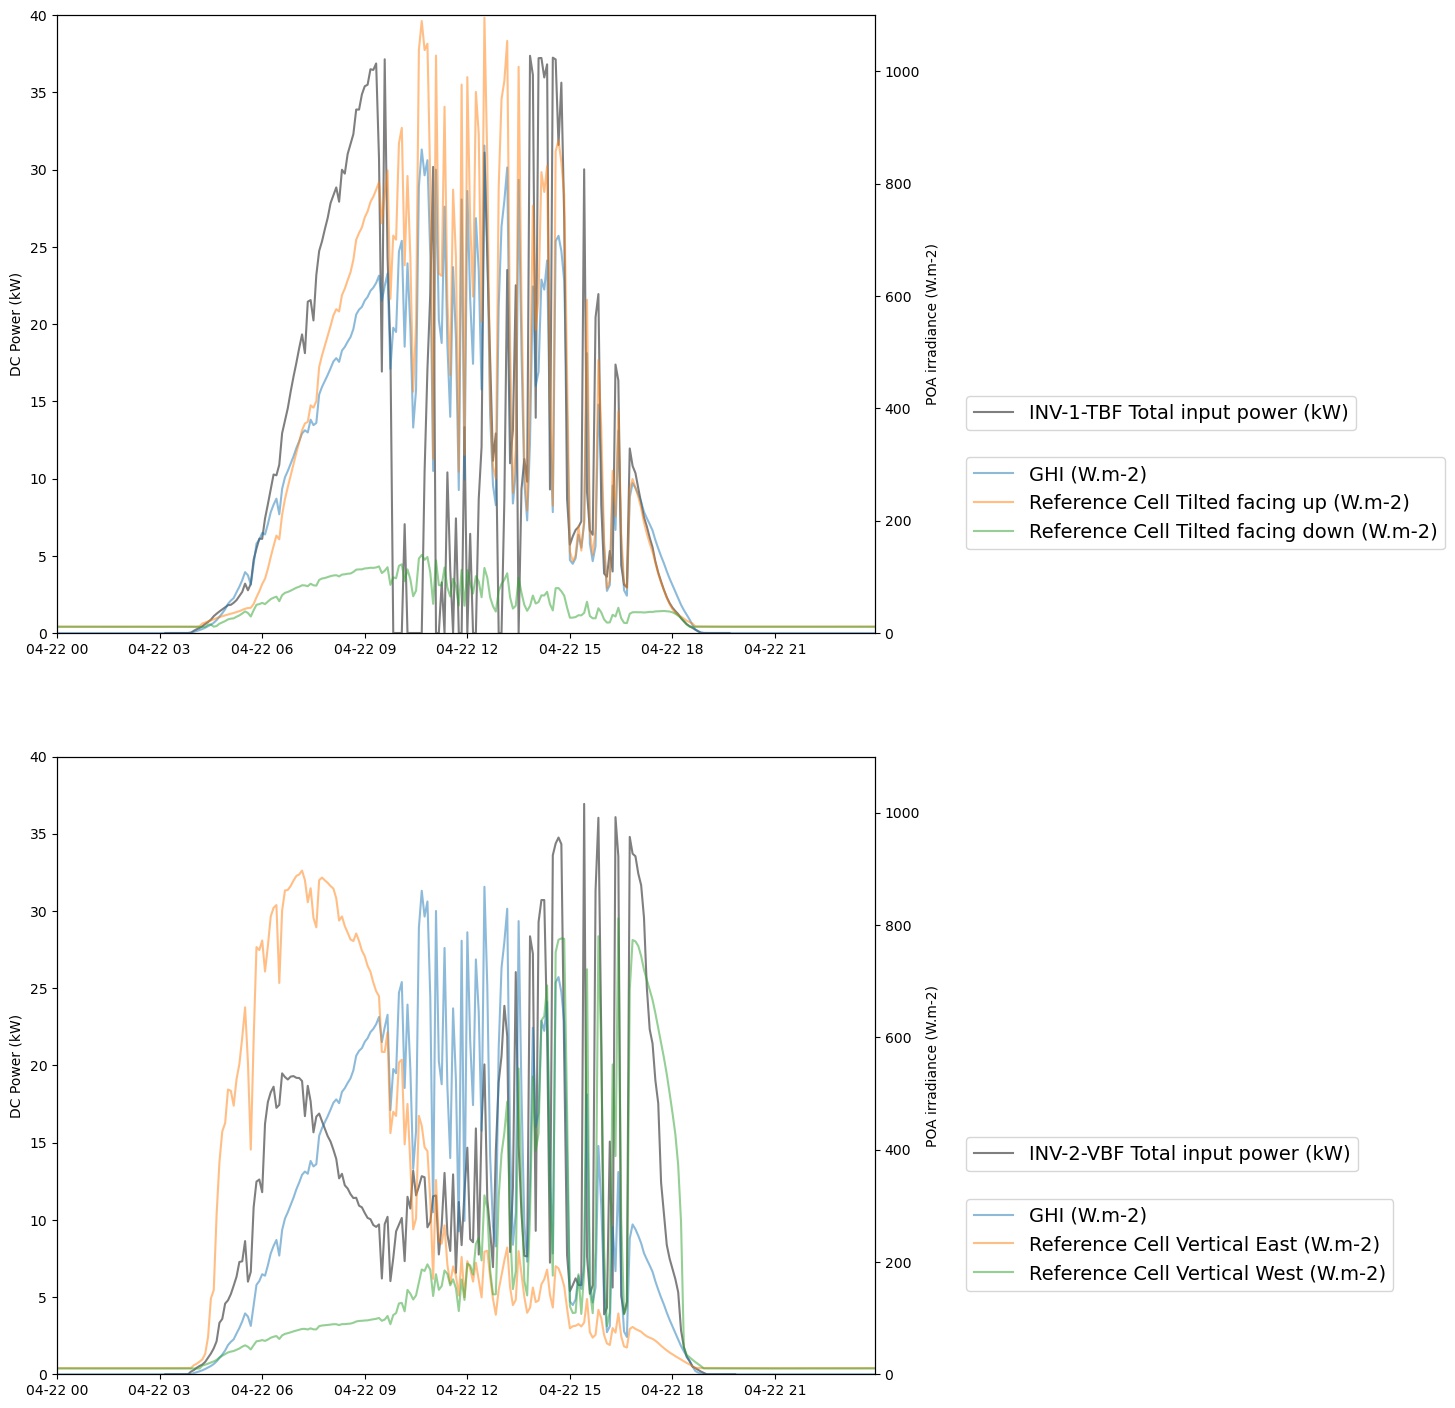 40
35
30
25
20
15
10
5
0
DC Power (kW)
1000
800
600
400
200
0
POA irradiance (W.m-2)
04-22 00 04-22 03 04-22 06 04-22 09 04-22 12 04-22 15 04-22 18 04-22 21
INV-1-TBF Total input power (kW)
GHI (W.m-2)
Reference Cell Tilted facing up (W.m-2)
Reference Cell Tilted facing down (W.m-2)
40
35
30
25
20
15
10
5
0
DC Power (kW)
1000
800
600
400
200
0
POA irradiance (W.m-2)
04-22 00 04-22 03 04-22 06 04-22 09 04-22 12 04-22 15 04-22 18 04-22 21
INV-2-VBF Total input power (kW)
GHI (W.m-2)
Reference Cell Vertical East (W.m-2)
Reference Cell Vertical West (W.m-2)